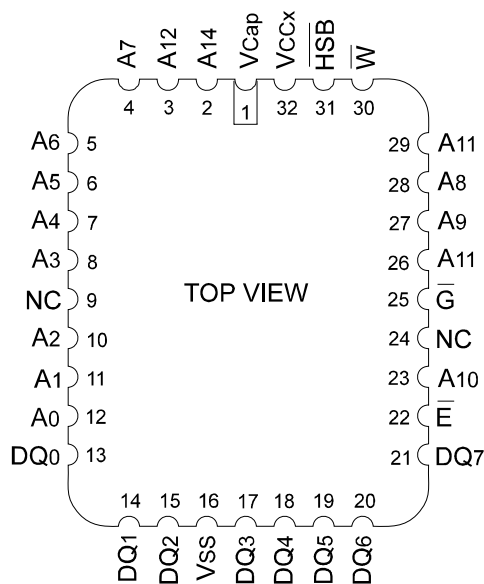 A7 A12 A14 VCap VCCx HSB W
4 3 2 1 32 31 30
A6 5 29 A11
A5 6 28 A8
A4 7 27 A9
A3 8 26 A11
NC 9 TOP VIEW 25 G
A2 10 24 NC
A1 11 23 A10
A0 12 22 E
DQ0 13 21 DQ7
14 15 16 17 18 19 20
DQ1 DQ2 VSS DQ3 DQ4 DQ5 DQ6